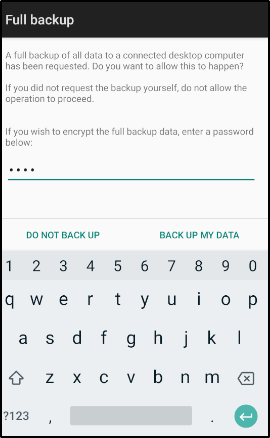 Full backup
A full backup of all data to a connected desktop computer
has been requested. Do you want to allow this to happen?
If you did not request the backup yourself, do not allow the
operation to proceed.
If you wish to encrypt the full backup data, enter a password
below:
••••
DO NOT BACK UP BACK UP MY DATA
1 2 3 4 5 6 7 8 9 0
q w e r t y u i o p
a s d f g h j k l
z x c v b n m
?123 , .